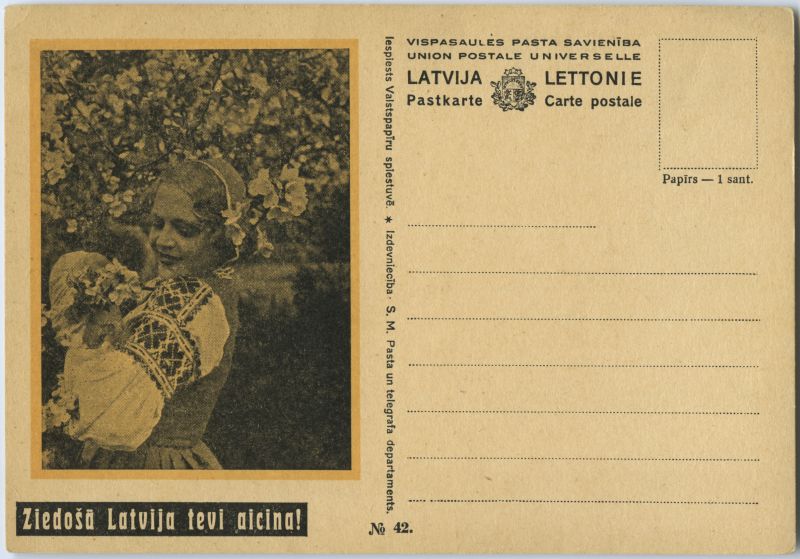 VISPASAULES PASTA SAVIENĪBA
UNION POSTALE UNIVERSELLE
LATVIJA LETTONIE
Pastkarte Carte postale
Papīrs — 1 sant.
Iespiests Valstspapīru spiestuvē. * Izdevniecība · S. M. Pasta un telegrafa departaments.
Ziedošā Latvija tevi aicina!
№ 42.